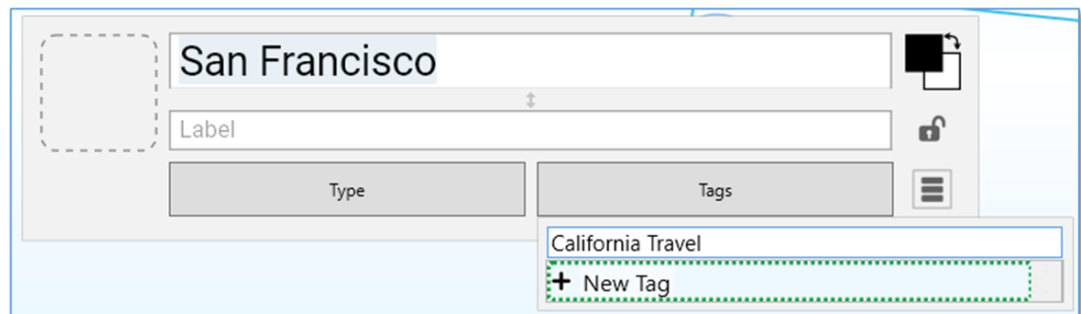 San Francisco
Label
Type
Tags
California Travel
New Tag